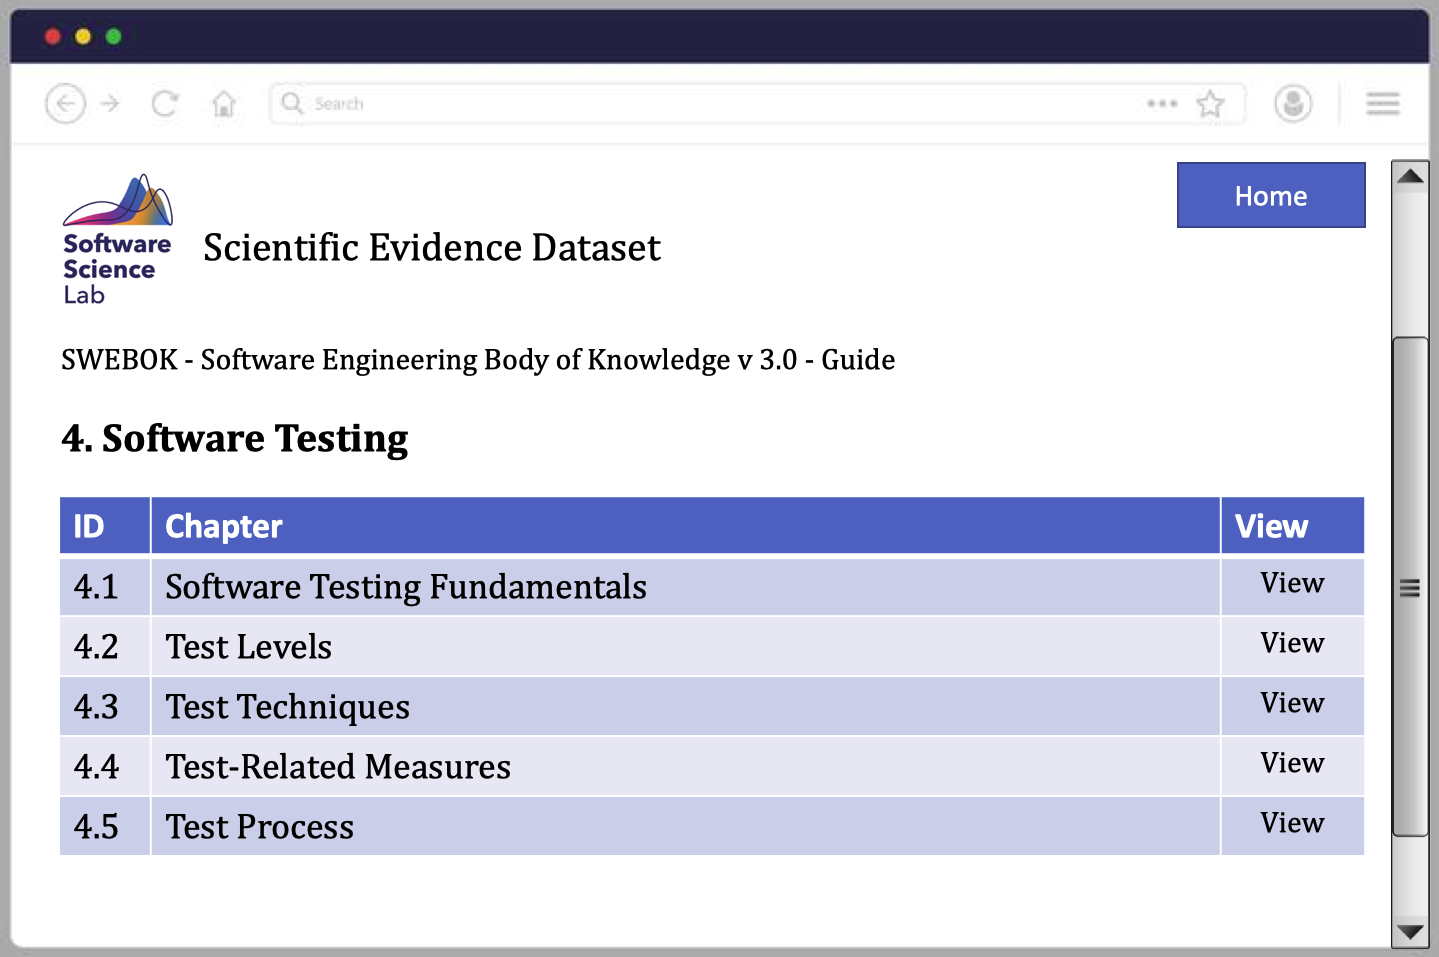 Search
Home
Software
Science
Lab
Scientific Evidence Dataset
SWEBOK - Software Engineering Body of Knowledge v 3.0 - Guide
4. Software Testing
ID Chapter View
4.1 Software Testing Fundamentals View
4.2 Test Levels View
4.3 Test Techniques View
4.4 Test-Related Measures View
4.5 Test Process View